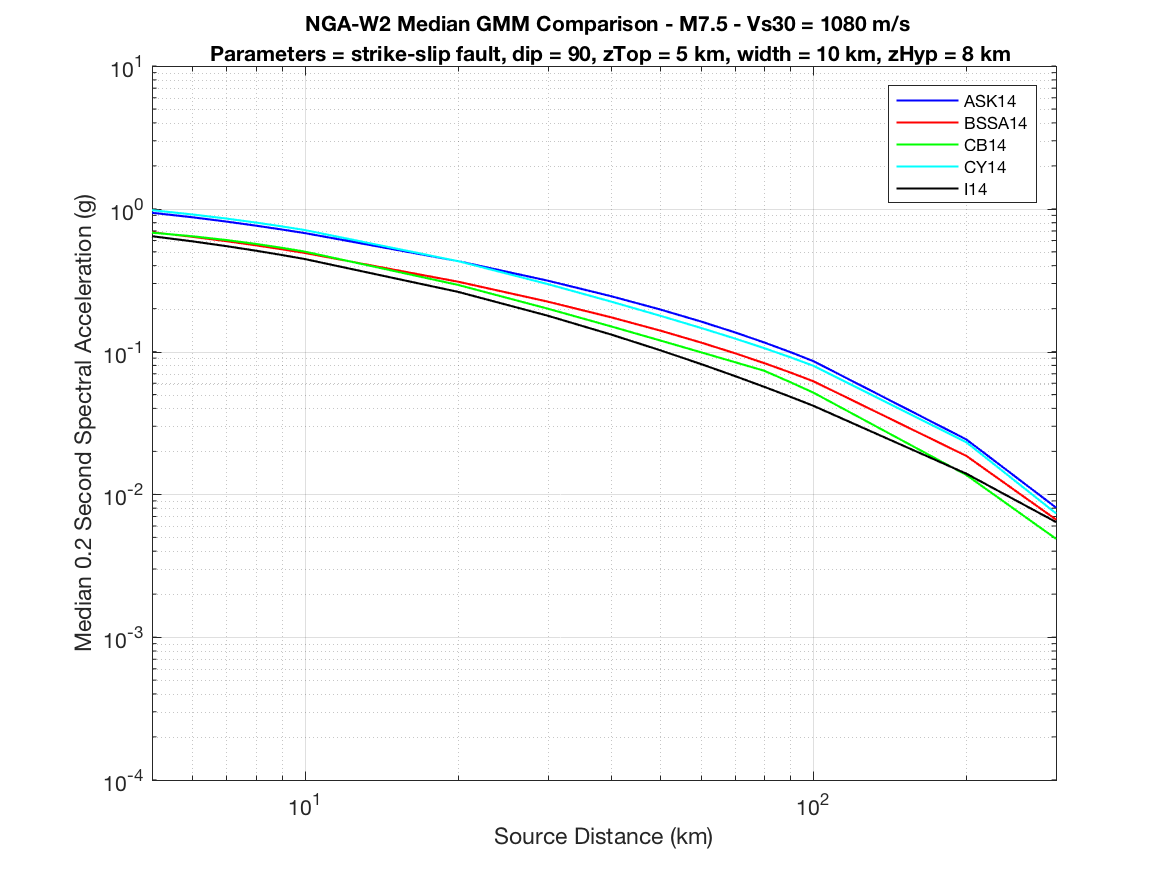 NGA-W2 Median GMM Comparison - M7.5 - Vs30 = 1080 m/s
Parameters = strike-slip fault, dip = 90, zTop = 5 km, width = 10 km, zHyp = 8 km
10^1
10^0
10^-1
10^-2
10^-3
10^-4
Median 0.2 Second Spectral Acceleration (g)
ASK14
BSSA14
CB14
CY14
I14
10^1
10^2
Source Distance (km)